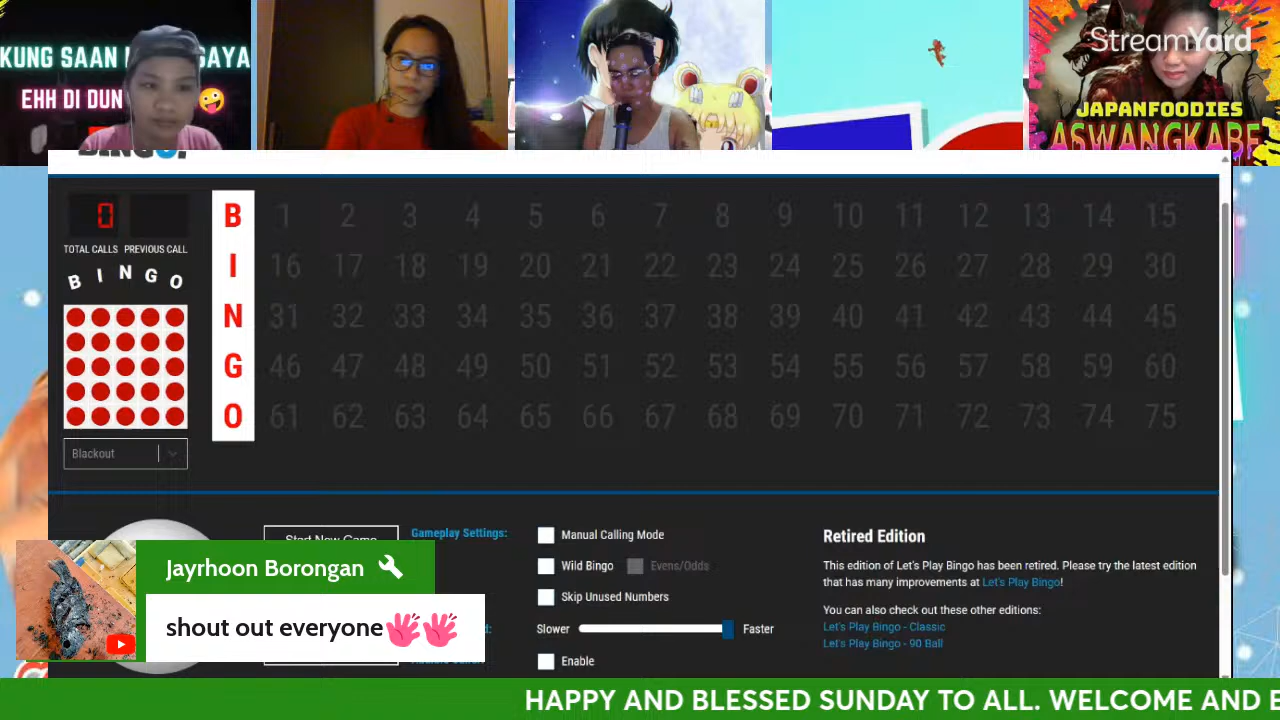 KUNG SAAN
GAYA
EHH DI DUN
StreamYard
JAPANFOODIES
ASWANGKABE
BINGO!
0
TOTAL CALLS PREVIOUS CALL
B I N G O
Blackout
B 1 2 3 4 5 6 7 8 9 10 11 12 13 14 15
I 16 17 18 19 20 21 22 23 24 25 26 27 28 29 30
N 31 32 33 34 35 36 37 38 39 40 41 42 43 44 45
G 46 47 48 49 50 51 52 53 54 55 56 57 58 59 60
O 61 62 63 64 65 66 67 68 69 70 71 72 73 74 75
Start New Game
Gameplay Settings:
Manual Calling Mode
Wild Bingo Evens/Odds
Skip Unused Numbers
Slower Faster
Enable
Retired Edition
This edition of Let's Play Bingo has been retired. Please try the latest edition
that has many improvements at Let's Play Bingo!
You can also check out these other editions:
Let's Play Bingo - Classic
Let's Play Bingo - 90 Ball
Jayrhoon Borongan
shout out everyone
HAPPY AND BLESSED SUNDAY TO ALL. WELCOME AND E